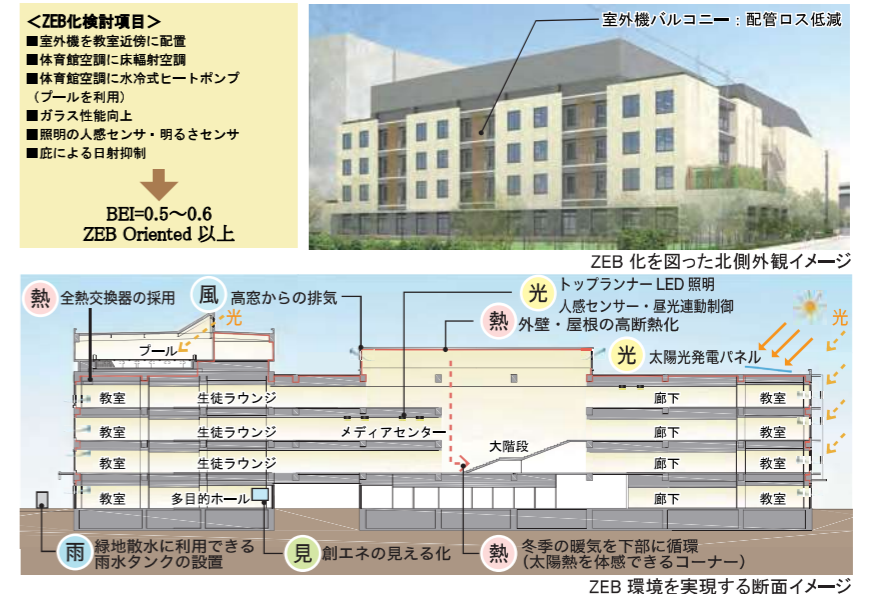 ＜ZEB化検討項目＞
■室外機を教室近傍に配置
■体育館空調に床輻射空調
■体育館空調に水冷式ヒートポンプ
（プールを利用）
■ガラス性能向上
■照明の人感センサ・明るさセンサ
■庇による日射抑制
BEI=0.5～0.6
ZEB Oriented 以上
室外機バルコニー：配管ロス低減
ZEB 化を図った北側外観イメージ
熱 全熱交換器の採用
風 高窓からの排気
光 トップランナー LED 照明
人感センサー・昼光連動制御
熱 外壁・屋根の高断熱化
光 太陽光発電パネル
光
光
プール
教室 生徒ラウンジ 廊下 教室
教室 生徒ラウンジ メディアセンター 廊下 教室
教室 生徒ラウンジ 大階段 廊下 教室
教室 多目的ホール 廊下 教室
雨 緑地散水に利用できる
雨水タンクの設置
見 創エネの見える化
熱 冬季の暖気を下部に循環
（太陽熱を体感できるコーナー）
ZEB 環境を実現する断面イメージ